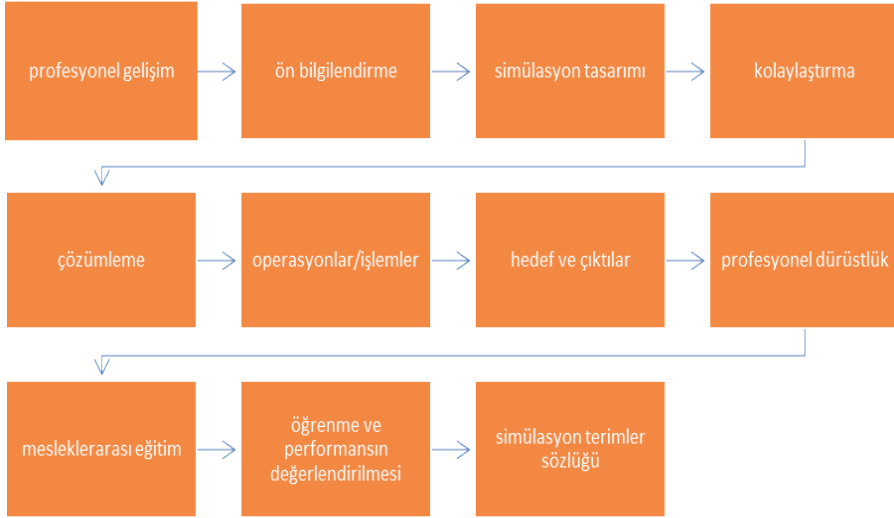 profesyonel gelişim
ön bilgilendirme
simülasyon tasarımı
kolaylaştırma
çözümleme
operasyonlar/işlemler
hedef ve çıktılar
profesyonel dürüstlük
mesleklerarası eğitim
öğrenme ve
performansın
değerlendirilmesi
simülasyon terimler
sözlüğü